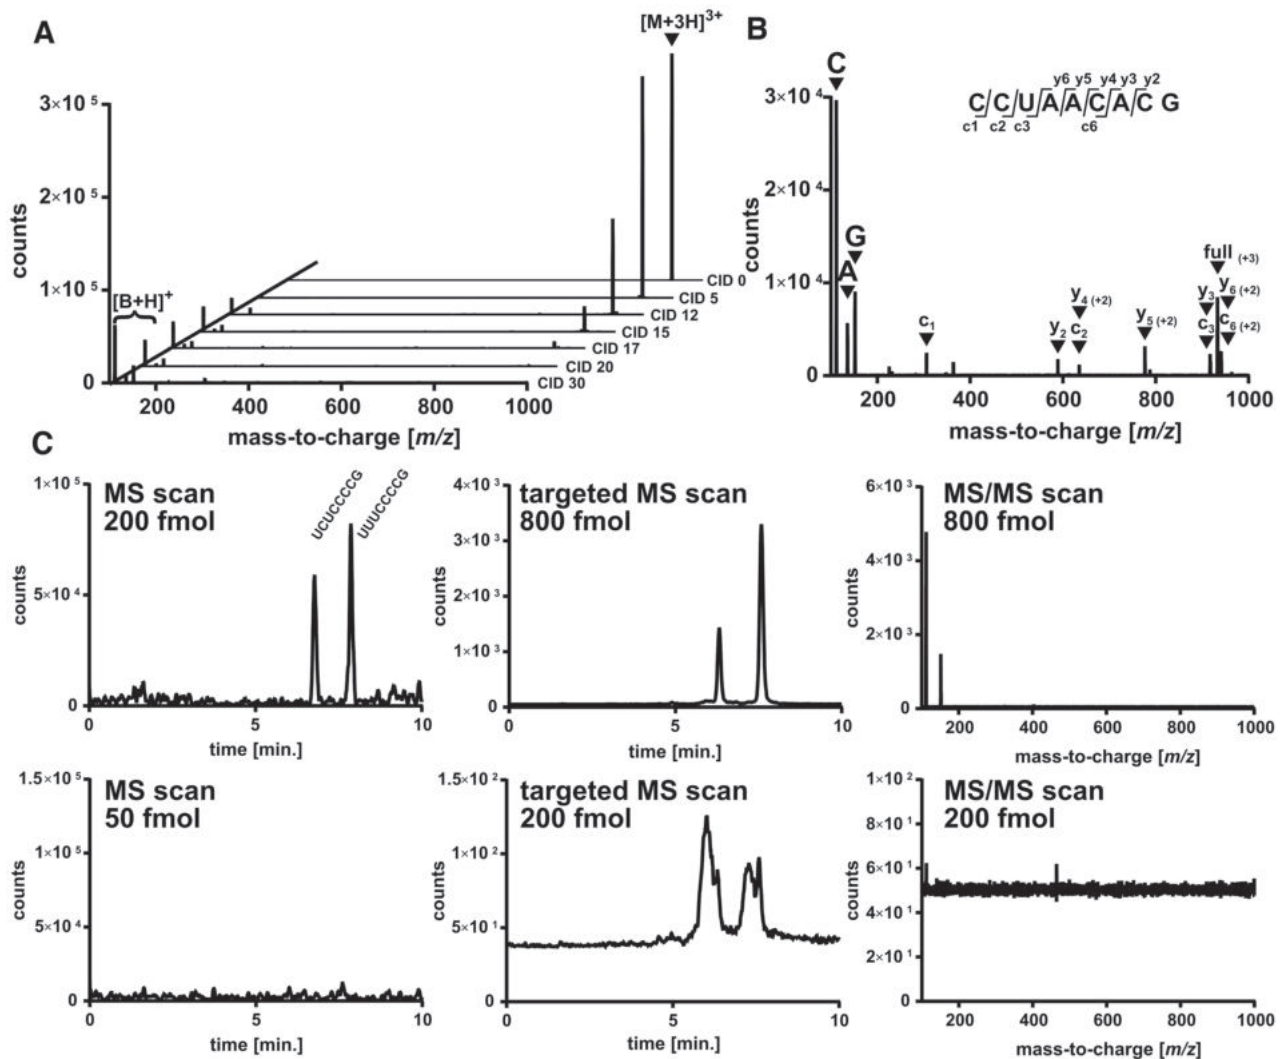 A
[M+3H]3+
3×10 5
2×10 5
1×10 5
0
counts
[B+H]+
CID 0
CID 5
CID 12
CID 15
CID 17
CID 20
CID 30
200
400
600
800
1000
mass-to-charge [m/z]
B
C
A
G
3×10 4
2×10 4
1×10 4
0
counts
y6 y5 y4 y3 y2
C C U A A C A C G
c1 c2 c3 c6
c1
y2
y4 (+2)
c2
y5 (+2)
y3
c3
full (+3)
y6 (+2)
c6 (+2)
200
400
600
800
1000
mass-to-charge [m/z]
C
MS scan
200 fmol
UCUCCCCG
UUUCCCCG
1×10 5
5×10 4
0
counts
0
5
10
time [min.]
targeted MS scan
800 fmol
4×10 3
3×10 3
2×10 3
1×10 3
0
counts
0
5
10
time [min.]
MS/MS scan
800 fmol
6×10 3
4×10 3
2×10 3
0
counts
200
400
600
800
1000
mass-to-charge [m/z]
MS scan
50 fmol
1.5×10 5
1×10 5
5×10 4
0
counts
0
5
10
time [min.]
targeted MS scan
200 fmol
1.5×10 2
1×10 2
5×10 1
0
counts
0
5
10
time [min.]
MS/MS scan
200 fmol
1×10 2
8×10 1
6×10 1
4×10 1
2×10 1
0
counts
200
400
600
800
1000
mass-to-charge [m/z]